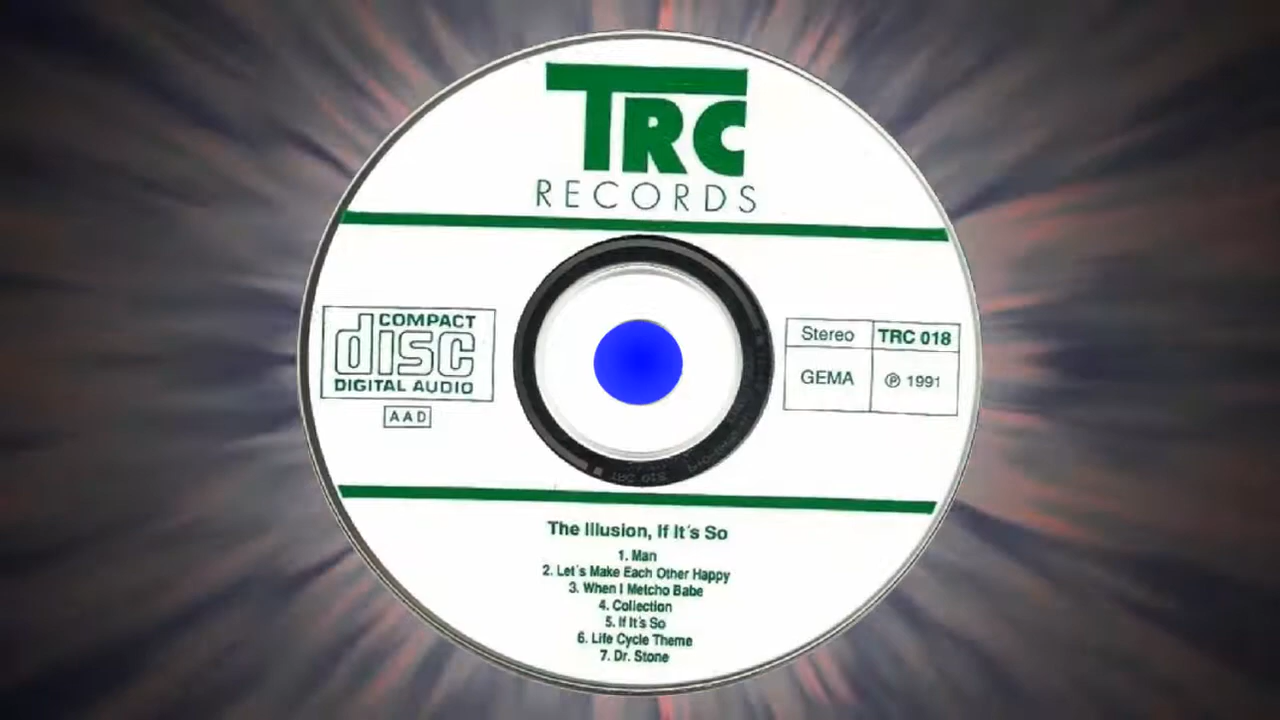 TRC
RECORDS
COMPACT
disc
DIGITAL AUDIO
AAD
Stereo
TRC 018
GEMA
℗ 1991
The Illusion, If It´s So
1. Man
2. Let´s Make Each Other Happy
3. When I Metcho Babe
4. Collection
5. If It´s So
6. Life Cycle Theme
7. Dr. Stone